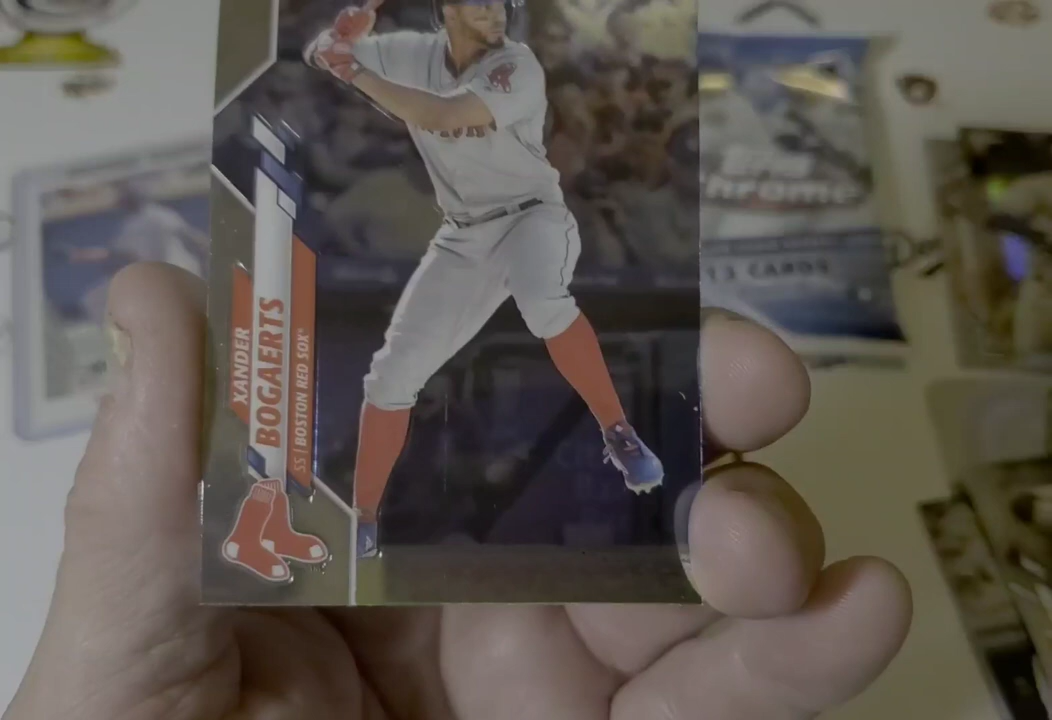 XANDER
BOGAERTS
SS | BOSTON RED SOX
Topps
Chrome
13 CARDS